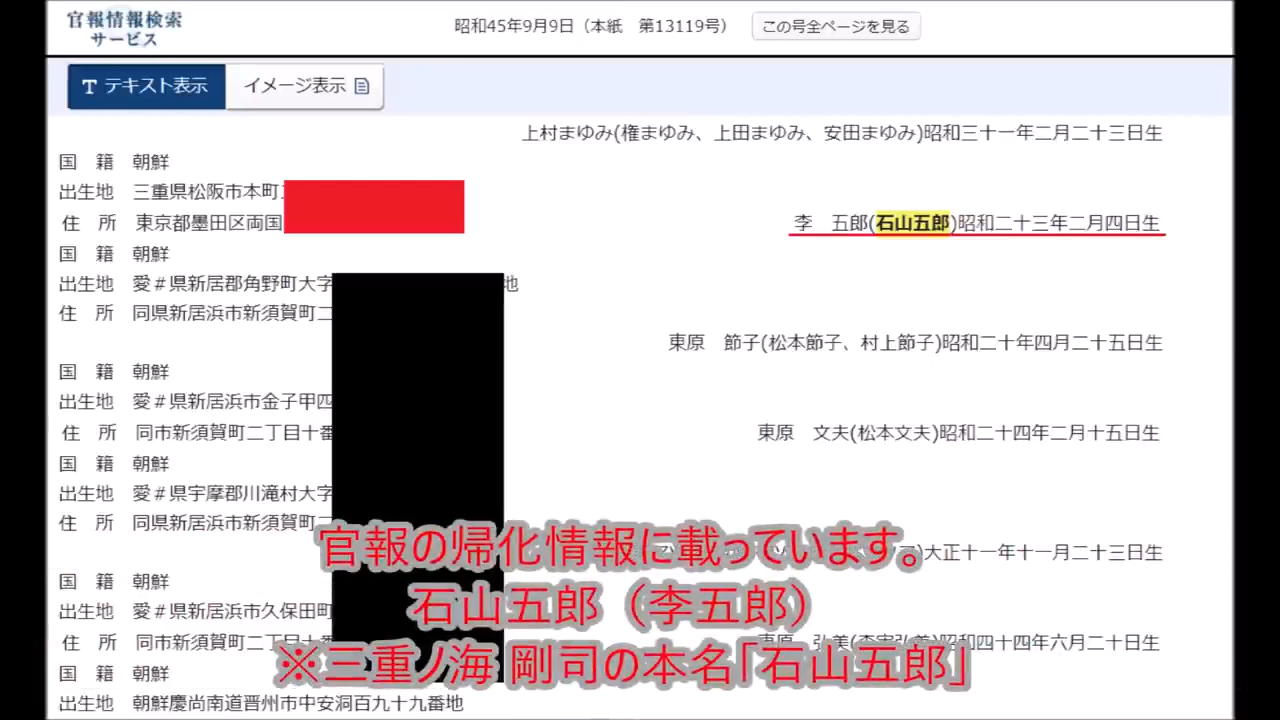 官報情報検索
サービス
昭和45年9月9日（本紙　第13119号）
この号全ページを見る
テキスト表示
イメージ表示
上村まゆみ(権まゆみ、上田まゆみ、安田まゆみ)昭和三十一年二月二十三日生
国　籍　朝鮮
出生地　三重県松阪市本町
住　所　東京都墨田区両国
李　五郎(石山五郎)昭和二十三年二月四日生
国　籍　朝鮮
出生地　愛＃県新居郡角野町大字
地
住　所　同県新居浜市新須賀町二
東原　節子(松本節子、村上節子)昭和二十年四月二十五日生
国　籍　朝鮮
出生地　愛＃県新居浜市金子甲四
住　所　同市新須賀町二丁目十番
東原　文夫(松本文夫)昭和二十四年二月十五日生
国　籍　朝鮮
出生地　愛＃県宇摩郡川滝村大字
住　所　同県新居浜市新須賀町二
大正十一年十一月二十三日生
国　籍　朝鮮
出生地　愛＃県新居浜市久保田町
住　所　同市新須賀町二丁目十番
昭和四十四年六月二十日生
国　籍　朝鮮
出生地　朝鮮慶尚南道晋州市中安洞百九十九番地
官報の帰化情報に載っています。
石山五郎（李五郎）
※三重ノ海 剛司の本名｢石山五郎｣